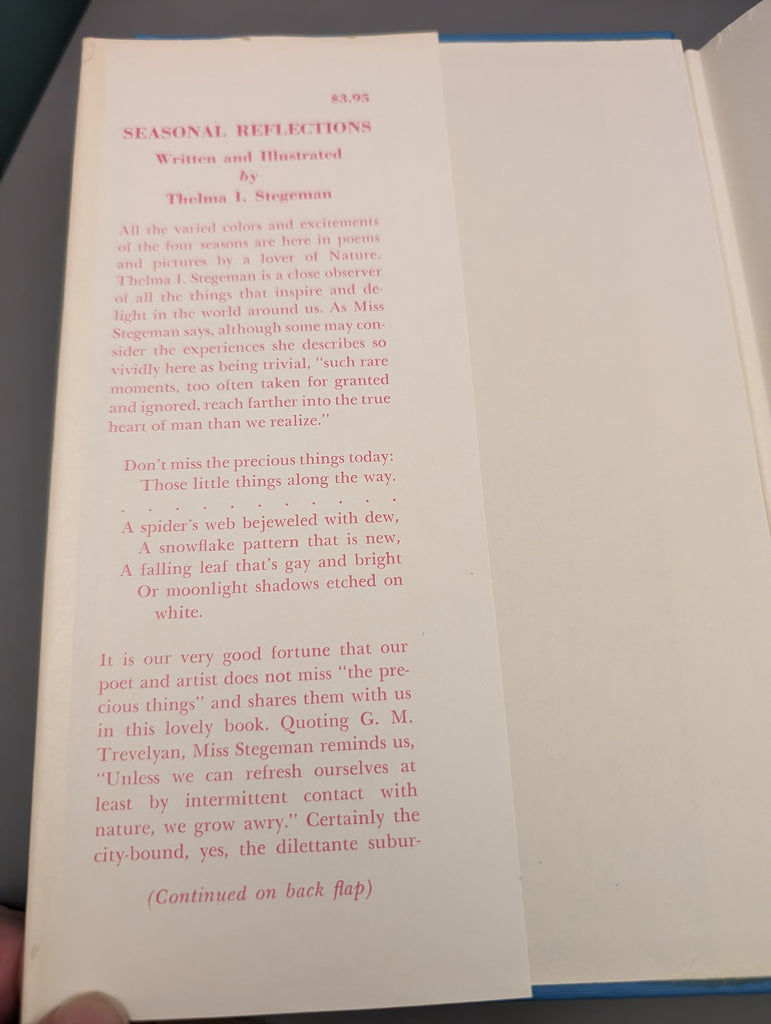 $3.95
SEASONAL REFLECTIONS
Written and Illustrated
by
Thelma I. Stegeman
All the varied colors and excitements
of the four seasons are here in poems
and pictures by a lover of Nature.
Thelma I. Stegeman is a close observer
of all the things that inspire and de-
light in the world around us. As Miss
Stegeman says, although some may con-
sider the experiences she describes so
vividly here as being trivial, “such rare
moments, too often taken for granted
and ignored, reach farther into the true
heart of man than we realize.”
Don’t miss the precious things today:
Those little things along the way.
. . . . . . . . . . .
A spider’s web bejeweled with dew,
A snowflake pattern that is new,
A falling leaf that’s gay and bright
Or moonlight shadows etched on
white.
It is our very good fortune that our
poet and artist does not miss “the pre-
cious things” and shares them with us
in this lovely book. Quoting G. M.
Trevelyan, Miss Stegeman reminds us,
“Unless we can refresh ourselves at
least by intermittent contact with
nature, we grow awry.” Certainly the
city-bound, yes, the dilettante subur-
(Continued on back flap)